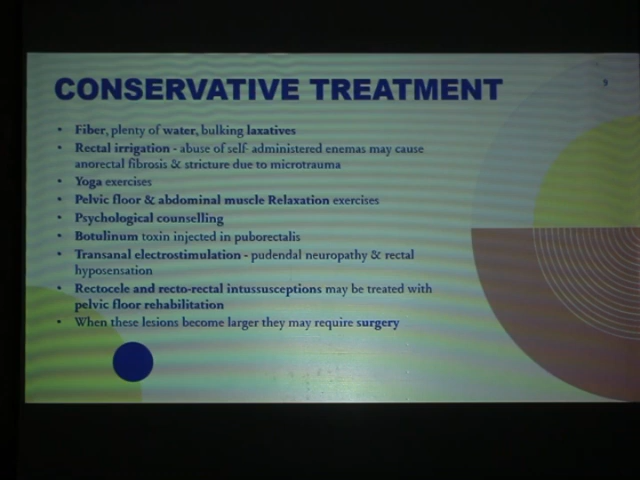 CONSERVATIVE TREATMENT
9
• Fiber, plenty of water, bulking laxatives
• Rectal irrigation - abuse of self- administered enemas may cause
anorectal fibrosis & stricture due to microtrauma
• Yoga exercises
• Pelvic floor & abdominal muscle Relaxation exercises
• Psychological counselling
• Botulinum toxin injected in puborectalis
• Transanal electrostimulation - pudendal neuropathy & rectal
hyposensation
• Rectocele and recto-rectal intussusceptions may be treated with
pelvic floor rehabilitation
• When these lesions become larger they may require surgery